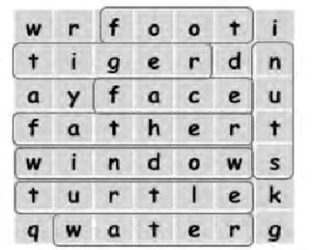 w r f o o t i
t i g e r d n
a y f a c e u
f a t h e r t
w i n d o w s
t u r t l e k
q w a t e r g